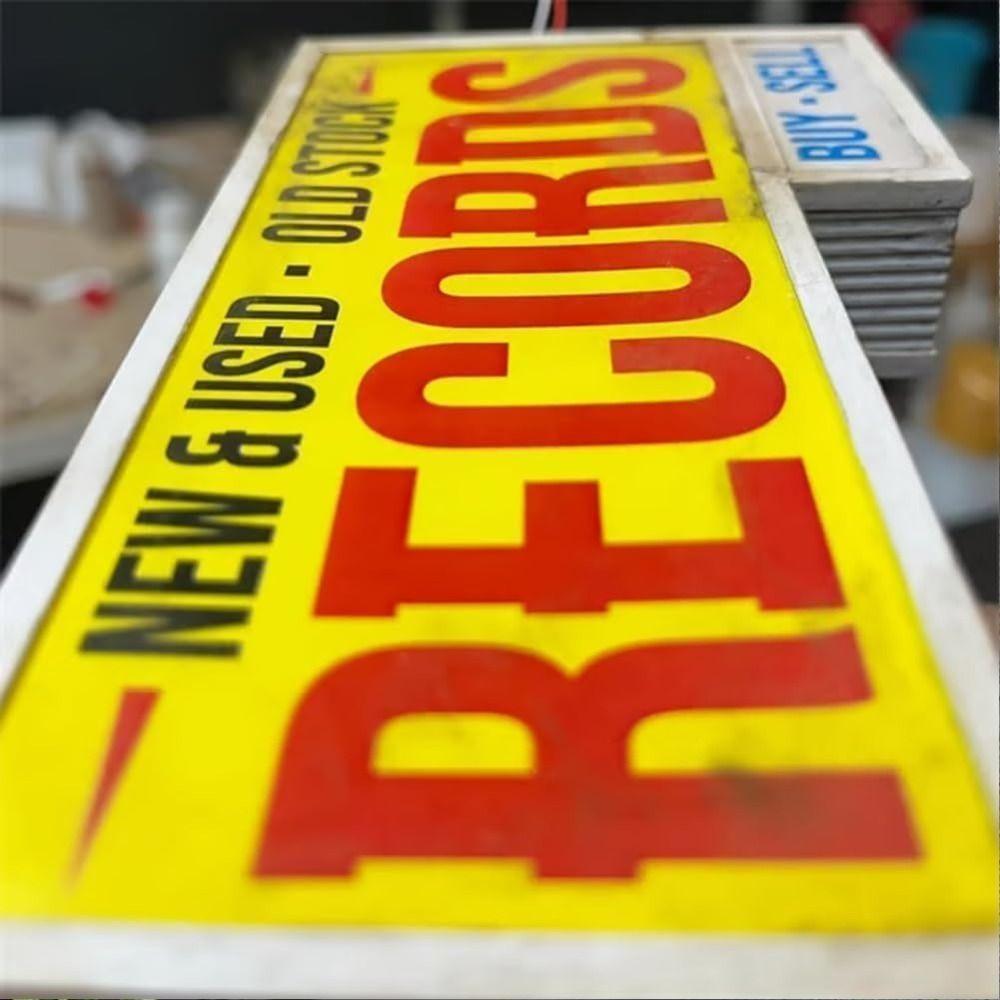 NEW & USED · OLD STOCK
RECORDS
BUY · SELL